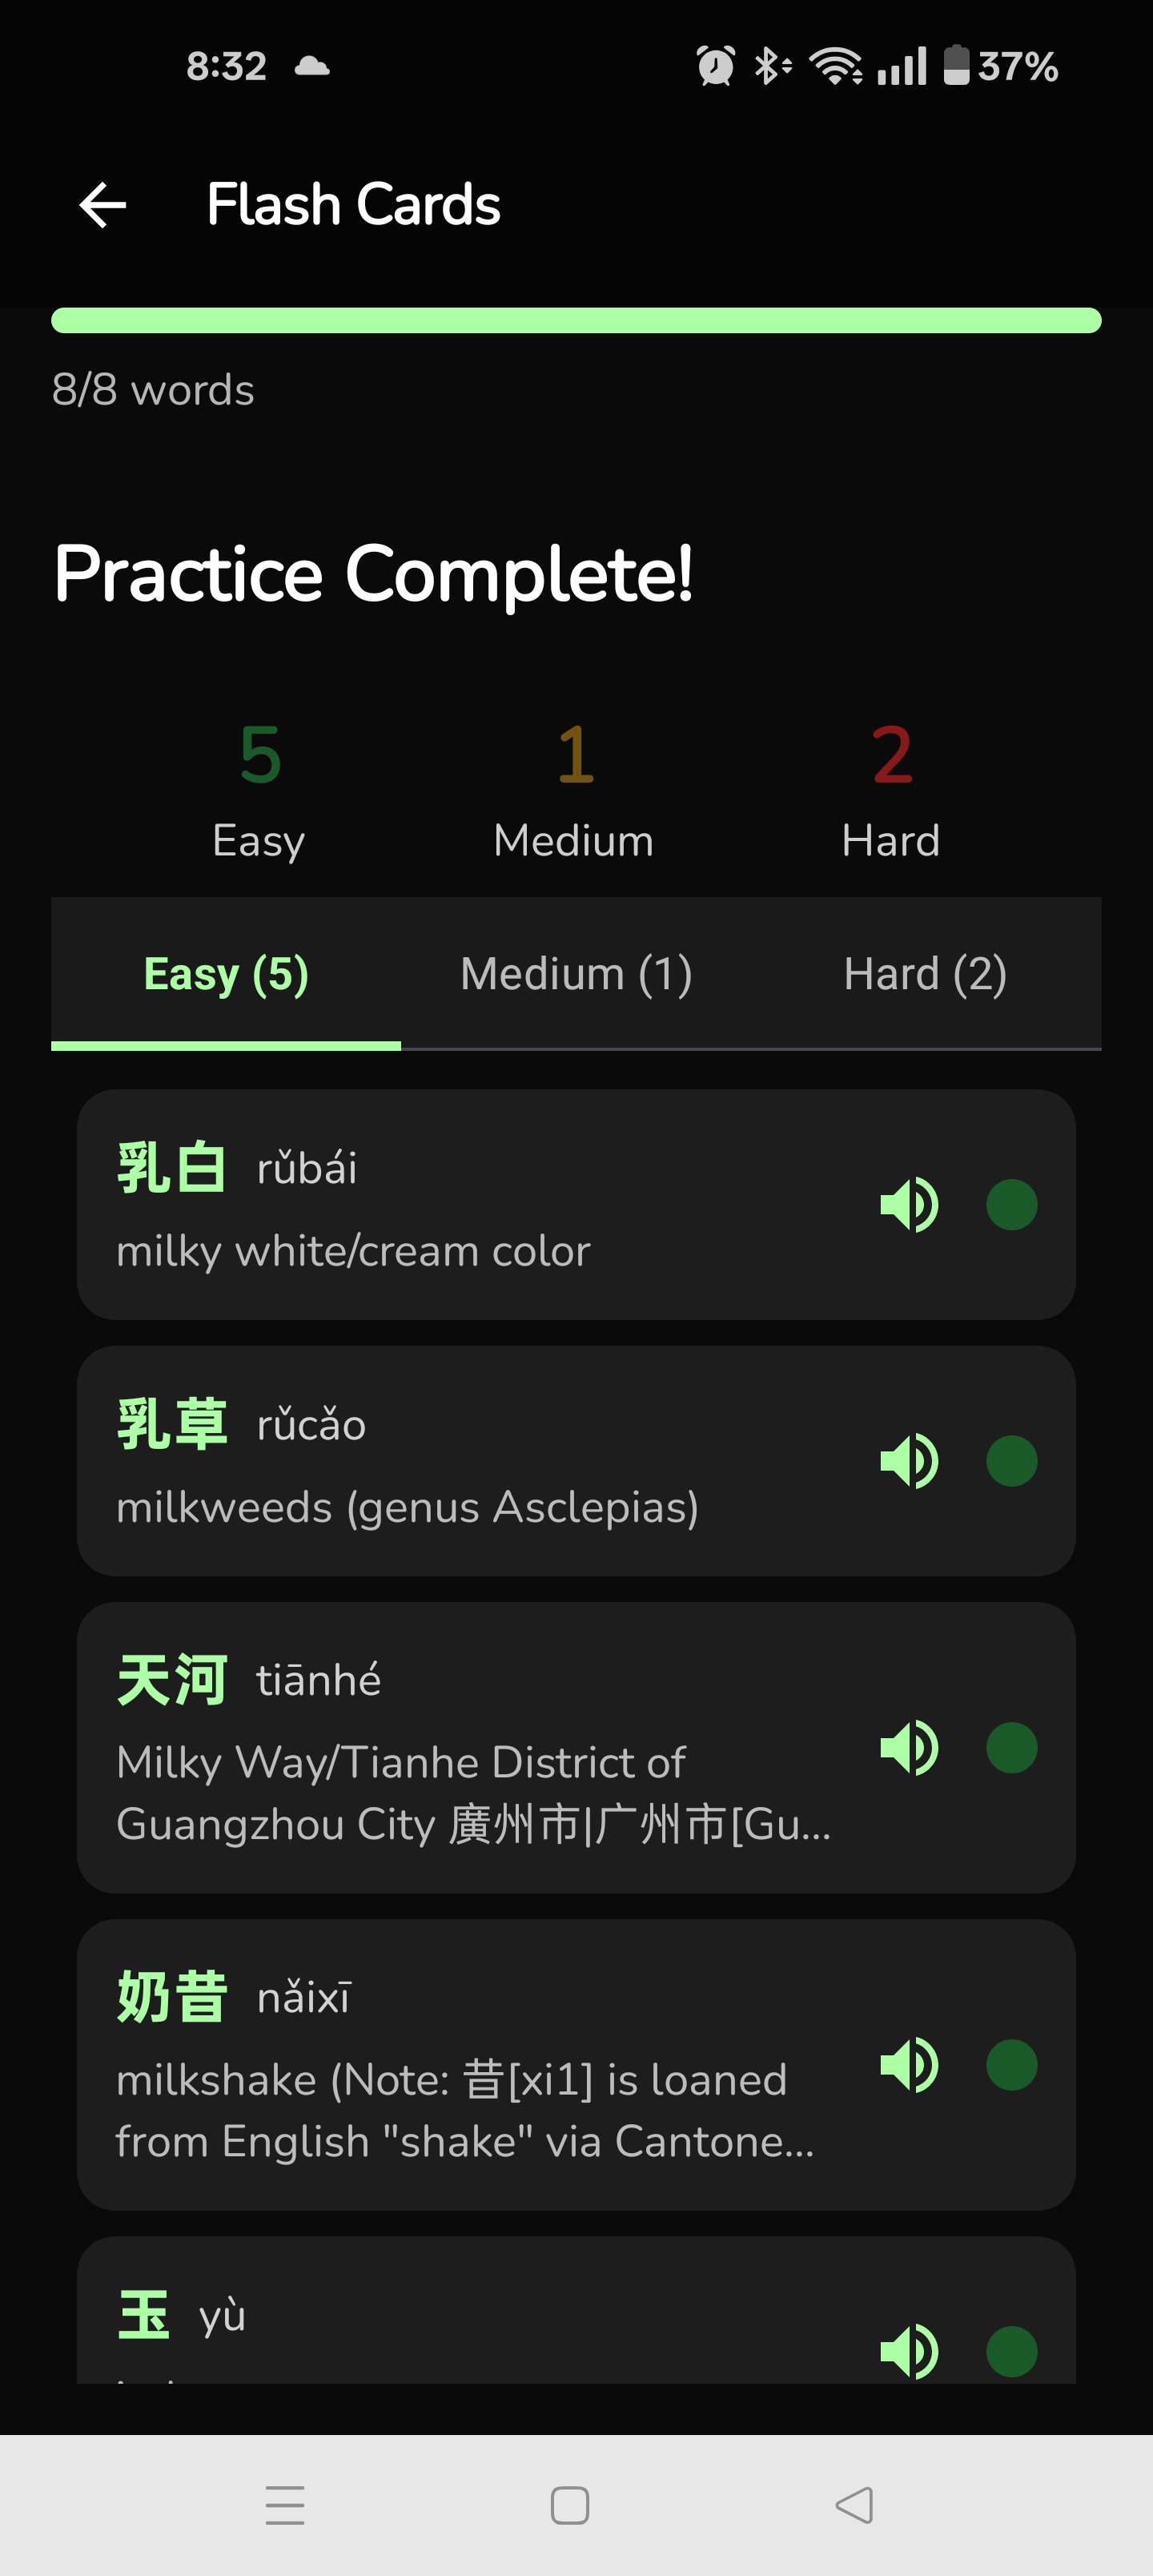 8:32
37%
Flash Cards
8/8 words
Practice Complete!
5
1
2
Easy
Medium
Hard
Easy (5)
Medium (1)
Hard (2)
乳白 rǔbái
milky white/cream color
乳草 rǔcǎo
milkweeds (genus Asclepias)
天河 tiānhé
Milky Way/Tianhe District of
Guangzhou City 廣州市|广州市[Gu...
奶昔 nǎixī
milkshake (Note: 昔[xi1] is loaned
from English "shake" via Cantone...
玉 yù